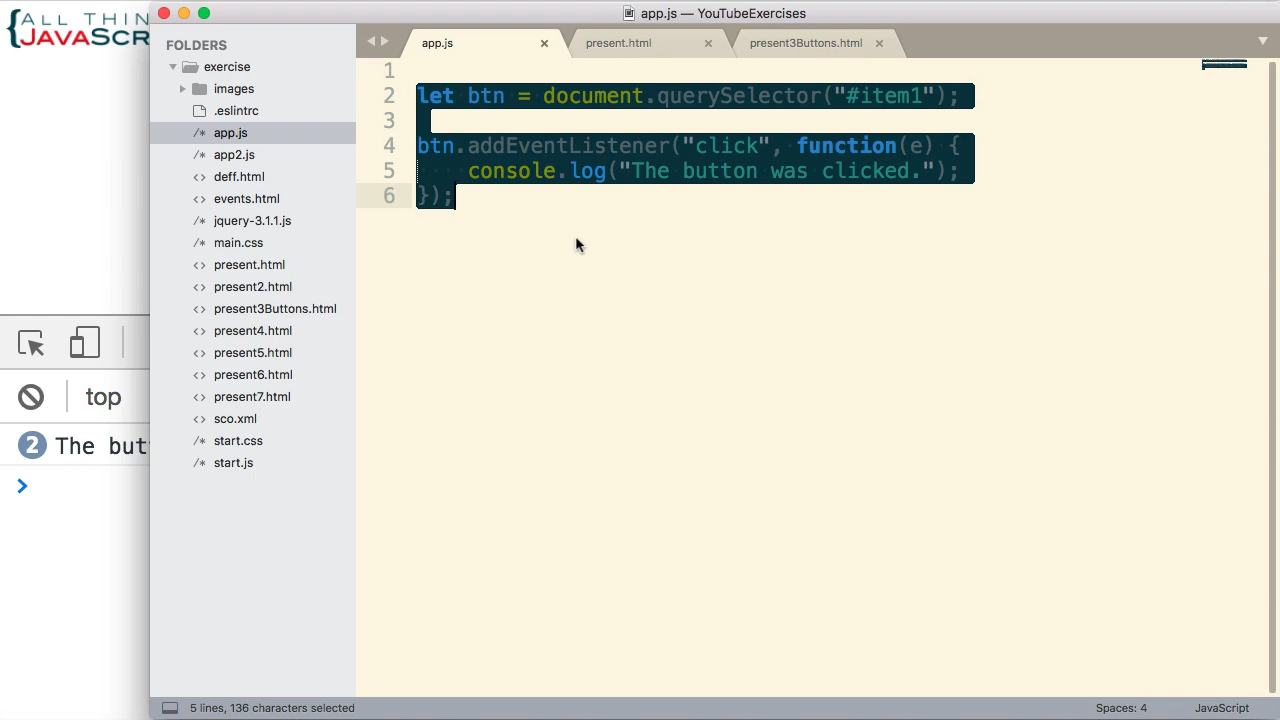 {ALL THIN
JAVASCR
app.js — YouTubeExercises
FOLDERS
exercise
images
.eslintrc
app.js
app2.js
deff.html
events.html
jquery-3.1.1.js
main.css
present.html
present2.html
present3Buttons.html
present4.html
present5.html
present6.html
present7.html
sco.xml
start.css
start.js
app.js
present.html
present3Buttons.html
1
2 let btn = document.querySelector("#item1");
3
4 btn.addEventListener("click", function(e) {
5 console.log("The button was clicked.");
6 });
top
2 The but
5 lines, 136 characters selected
Spaces: 4
JavaScript